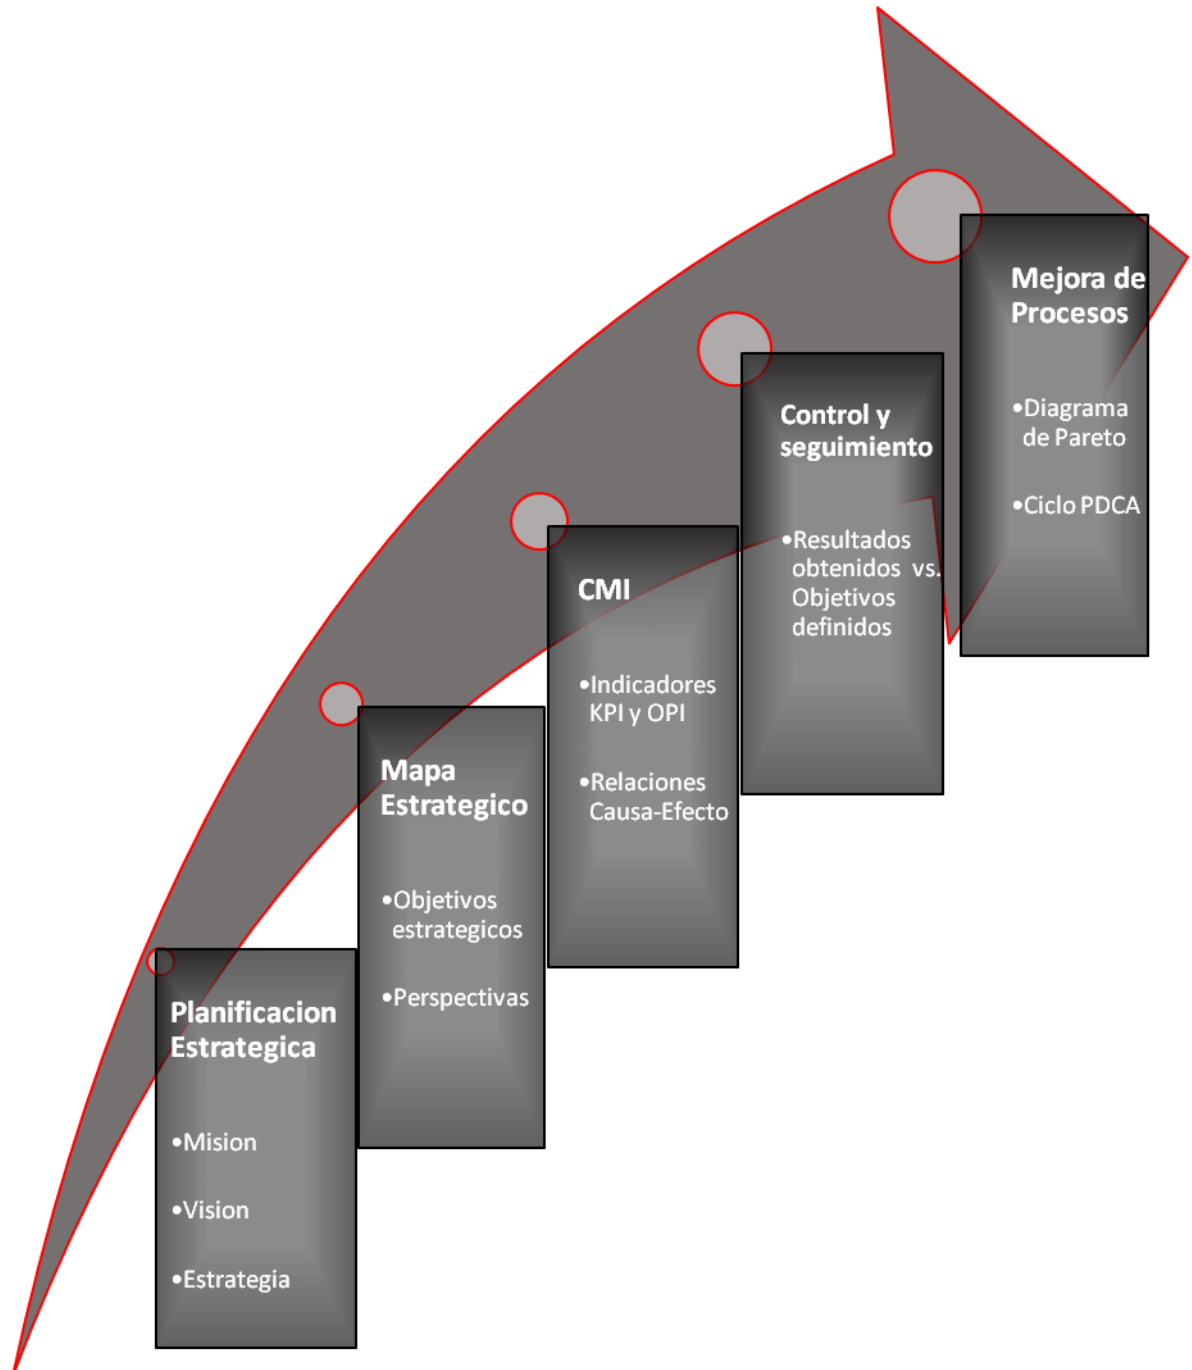 Planificacion
Estrategica
•Mision
•Vision
•Estrategia
Mapa
Estrategico
•Objetivos
estrategicos
•Perspectivas
CMI
•Indicadores
KPI y OPI
•Relaciones
Causa-Efecto
Control y
seguimiento
•Resultados
obtenidos vs.
Objetivos
definidos
Mejora de
Procesos
•Diagrama
de Pareto
•Ciclo PDCA